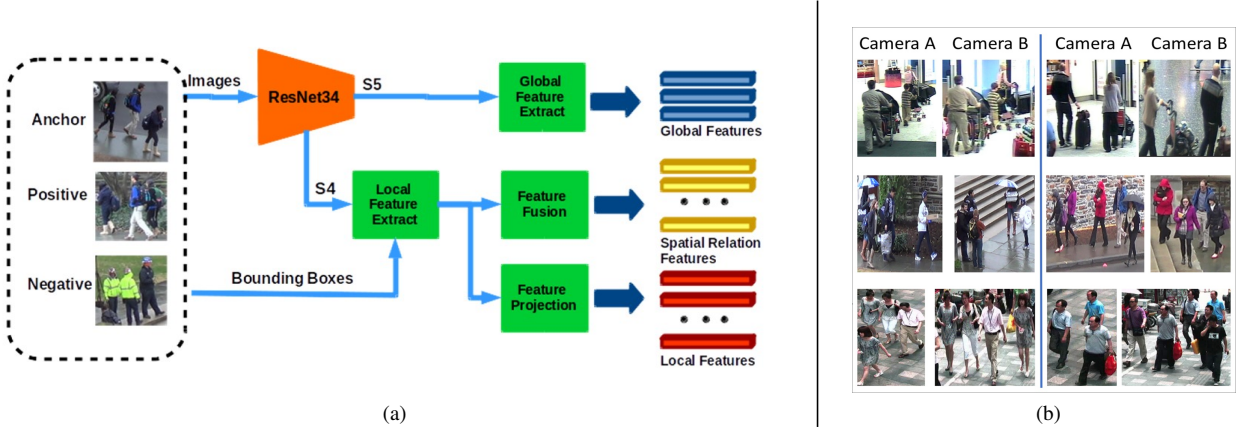 Anchor
Positive
Negative
Images
ResNet34
S5
S4
Bounding Boxes
Local
Feature
Extract
Global
Feature
Extract
Feature
Fusion
Feature
Projection
Global Features
Spatial Relation
Features
Local Features
(a)
Camera A Camera B Camera A Camera B
(b)